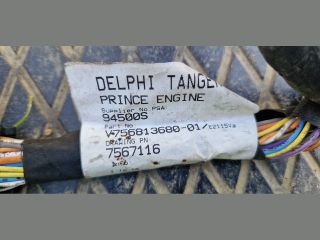 DELPHI TANGE
PRINCE ENGINE
Supplier No.PSA:
94500S
Part No
V756813680-01/
DRAWING PN
7567116